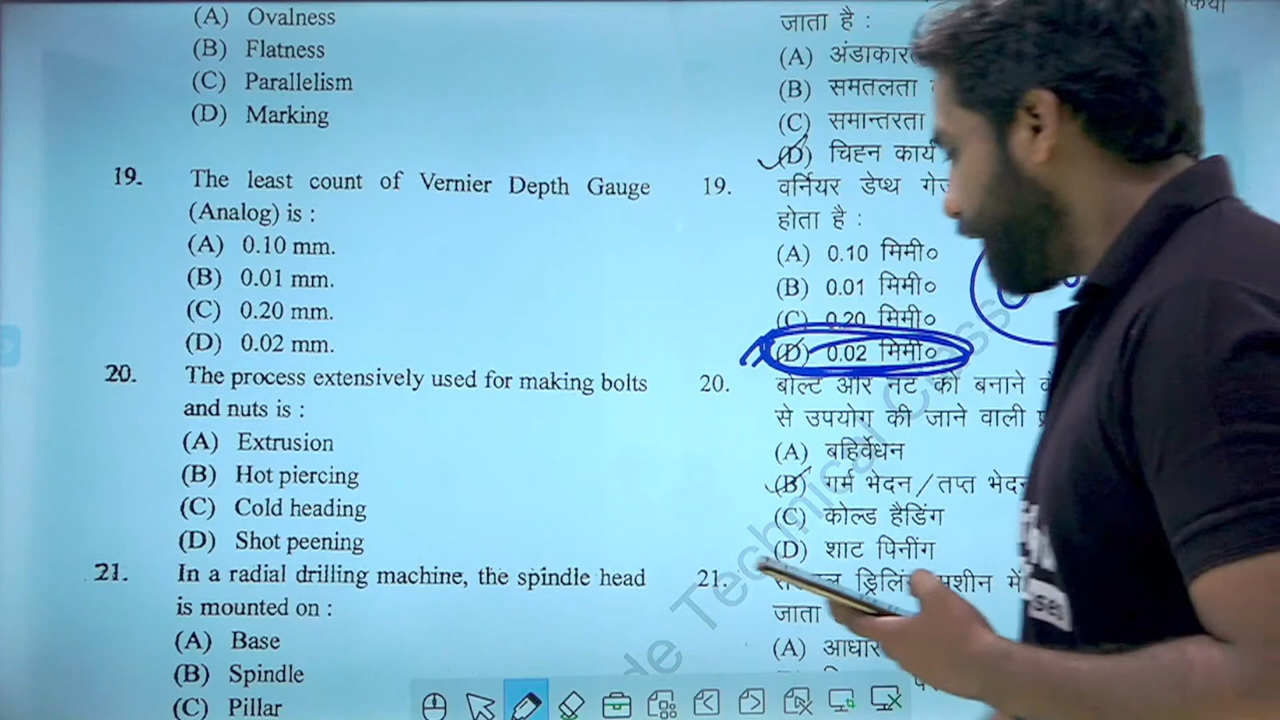 (A) Ovalness
(B) Flatness
(C) Parallelism
(D) Marking
19. The least count of Vernier Depth Gauge
(Analog) is :
(A) 0.10 mm.
(B) 0.01 mm.
(C) 0.20 mm.
(D) 0.02 mm.
20. The process extensively used for making bolts
and nuts is :
(A) Extrusion
(B) Hot piercing
(C) Cold heading
(D) Shot peening
21. In a radial drilling machine, the spindle head
is mounted on :
(A) Base
(B) Spindle
(C) Pillar
जाता है :
(A)
(B) समतलता
(C) समान्तरता
(D) चिह्न कार्य
19. वर्नियर डेप्थ
होता है :
(A) 0.10 मिमी०
(B) 0.01 मिमी०
(C) 0.20 मिमी०
(D) 0.02 मिमी०
20. बोल्ट और नट को बनाने
से उपयोग की जाने वाली
(A) बहिर्वेधन
(B) गर्म भेदन/तप्त भेदन
(C) कोल्ड हैडिंग
(D) शाट पिनींग
21. में
जाता
(A)
Technical